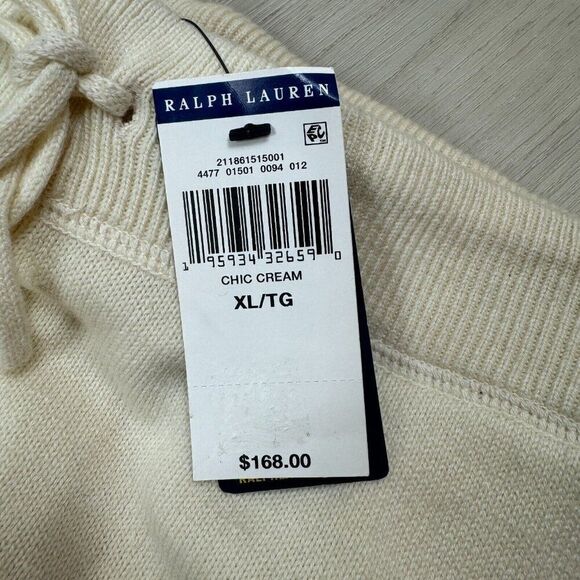 RALPH LAUREN
211861515001
4477 01501 0094 012
1 95934 32659 0
CHIC CREAM
XL/TG
$168.00